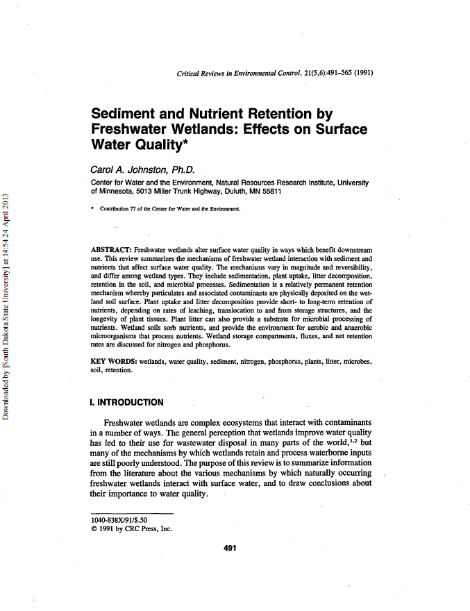 Critical Reviews in Environmental Control, 21(5,6):491–565 (1991)
Sediment and Nutrient Retention by
Freshwater Wetlands: Effects on Surface
Water Quality*
Carol A. Johnston, Ph.D.
Center for Water and the Environment, Natural Resources Research Institute, University
of Minnesota, 5013 Miller Trunk Highway, Duluth, MN 55811
* Contribution 77 of the Center for Water and the Environment.
ABSTRACT: Freshwater wetlands alter surface water quality in ways which benefit downstream
use. This review summarizes the mechanisms of freshwater wetland interaction with sediment and
nutrients that affect surface water quality. The mechanisms vary in magnitude and reversibility,
and differ among wetland types. They include sedimentation, plant uptake, litter decomposition,
retention in the soil, and microbial processes. Sedimentation is a relatively permanent retention
mechanism whereby particulates and associated contaminants are physically deposited on the wet-
land soil surface. Plant uptake and litter decomposition provide short- to long-term retention of
nutrients, depending on rates of leaching, translocation to and from storage structures, and the
longevity of plant tissues. Plant litter can also provide a substrate for microbial processing of
nutrients. Wetland soils sorb nutrients, and provide the environment for aerobic and anaerobic
microorganisms that process nutrients. Wetland storage compartments, fluxes, and net retention
rates are discussed for nitrogen and phosphorus.
KEY WORDS: wetlands, water quality, sediment, nitrogen, phosphorus, plants, litter, microbes,
soil, retention.
I. INTRODUCTION
Freshwater wetlands are complex ecosystems that interact with contaminants
in a number of ways. The general perception that wetlands improve water quality
has led to their use for wastewater disposal in many parts of the world,1,2 but
many of the mechanisms by which wetlands retain and process waterborne inputs
are still poorly understood. The purpose of this review is to summarize information
from the literature about the various mechanisms by which naturally occurring
freshwater wetlands interact with surface water, and to draw conclusions about
their importance to water quality.
1040-838X/91/$.50
© 1991 by CRC Press, Inc.
491
Downloaded by [South Dakota State University] at 14:54 24 April 2013